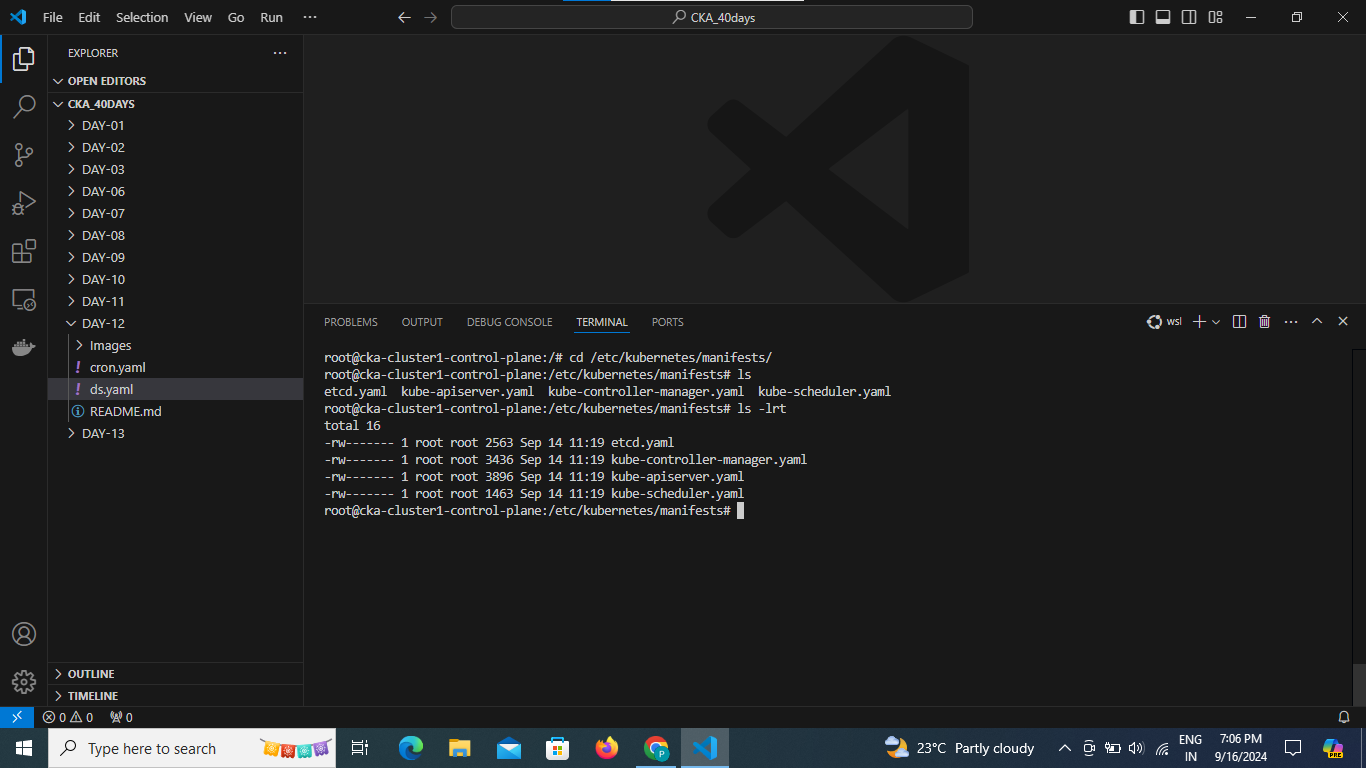 File Edit Selection View Go Run ···
CKA_40days
EXPLORER
OPEN EDITORS
CKA_40DAYS
DAY-01
DAY-02
DAY-03
DAY-06
DAY-07
DAY-08
DAY-09
DAY-10
DAY-11
DAY-12
Images
! cron.yaml
! ds.yaml
README.md
DAY-13
OUTLINE
TIMELINE
PROBLEMS OUTPUT DEBUG CONSOLE TERMINAL PORTS
wsl
root@cka-cluster1-control-plane:/# cd /etc/kubernetes/manifests/
root@cka-cluster1-control-plane:/etc/kubernetes/manifests# ls
etcd.yaml  kube-apiserver.yaml  kube-controller-manager.yaml  kube-scheduler.yaml
root@cka-cluster1-control-plane:/etc/kubernetes/manifests# ls -lrt
total 16
-rw------- 1 root root 2563 Sep 14 11:19 etcd.yaml
-rw------- 1 root root 3436 Sep 14 11:19 kube-controller-manager.yaml
-rw------- 1 root root 3896 Sep 14 11:19 kube-apiserver.yaml
-rw------- 1 root root 1463 Sep 14 11:19 kube-scheduler.yaml
root@cka-cluster1-control-plane:/etc/kubernetes/manifests#
0 0 0
Type here to search
P
23°C Partly cloudy
ENG
IN
7:06 PM
9/16/2024
PRE